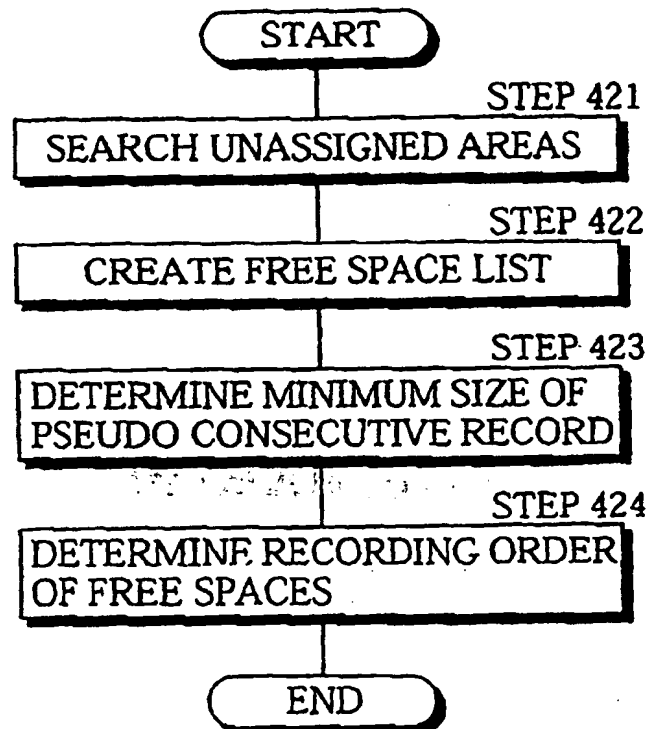 START
STEP 421
SEARCH UNASSIGNED AREAS
STEP 422
CREATE FREE SPACE LIST
STEP 423
DETERMINE MINIMUM SIZE OF
PSEUDO CONSECUTIVE RECORD
STEP 424
DETERMINE RECORDING ORDER
OF FREE SPACES
END